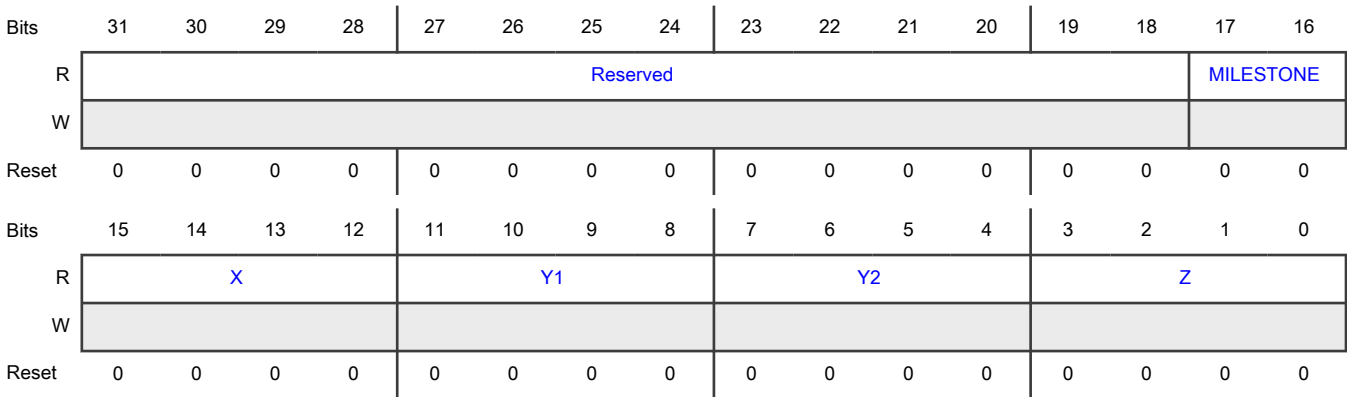 Bits 31 30 29 28 27 26 25 24 23 22 21 20 19 18 17 16
R Reserved MILESTONE
W
Reset 0 0 0 0 0 0 0 0 0 0 0 0 0 0 0 0
Bits 15 14 13 12 11 10 9 8 7 6 5 4 3 2 1 0
R X Y1 Y2 Z
W
Reset 0 0 0 0 0 0 0 0 0 0 0 0 0 0 0 0